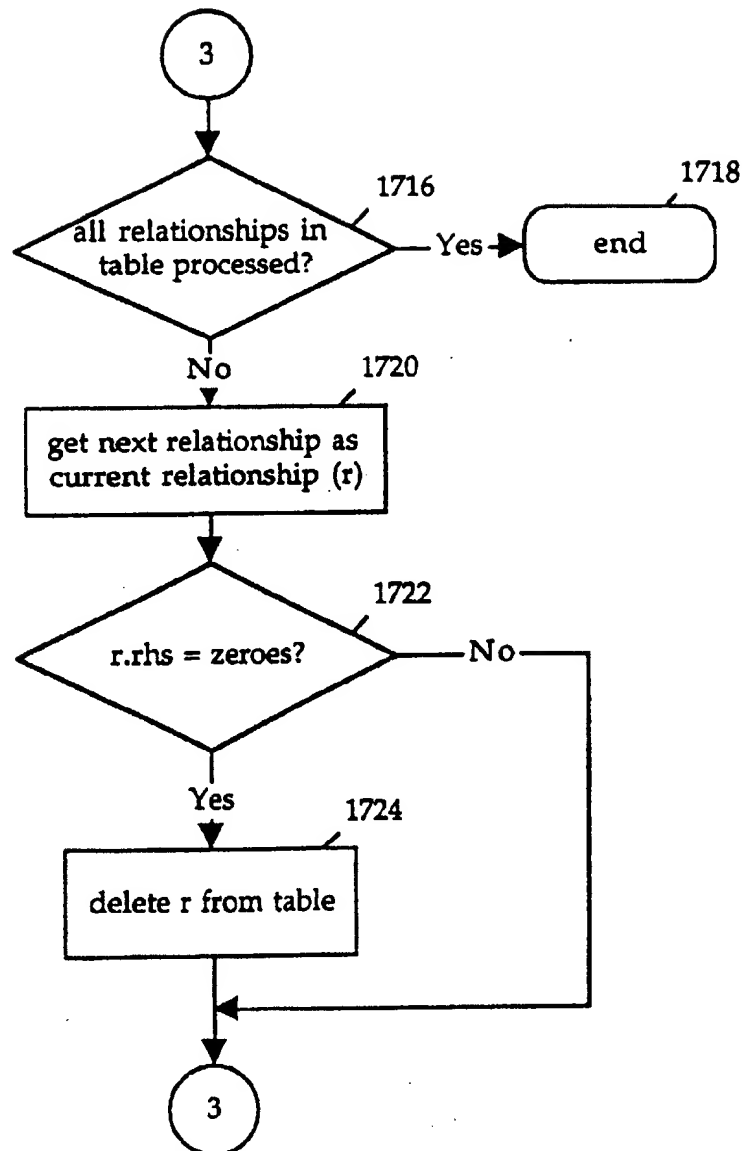 3
1716
all relationships in
table processed?
Yes
1718
end
No
1720
get next relationship as
current relationship (r)
1722
r.rhs = zeroes?
No
Yes
1724
delete r from table
3